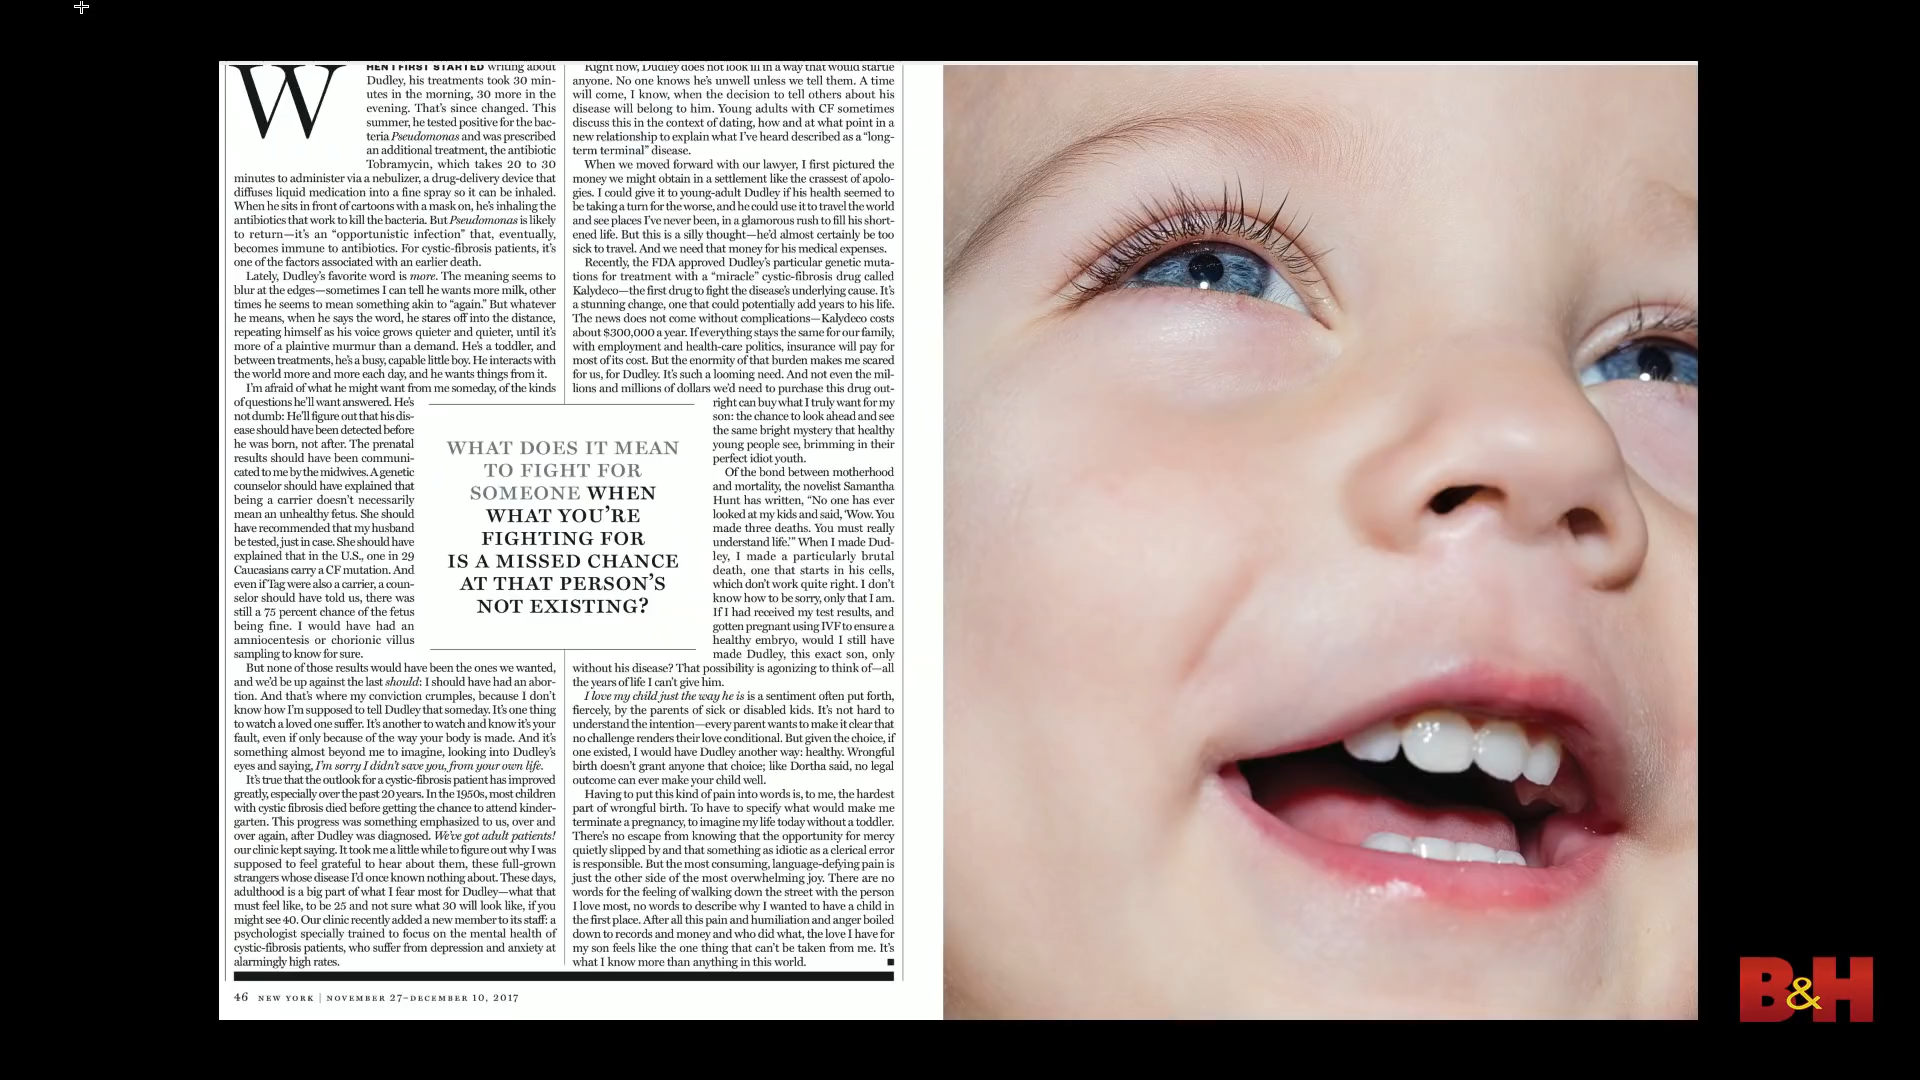 W
HEN I FIRST STARTED writing about
Dudley, his treatments took 30 min-
utes in the morning, 30 more in the
evening. That's since changed. This
summer, he tested positive for the bac-
teria Pseudomonas and was prescribed
an additional treatment, the antibiotic
Tobramycin, which takes 20 to 30
minutes to administer via a nebulizer, a drug-delivery device that
diffuses liquid medication into a fine spray so it can be inhaled.
When he sits in front of cartoons with a mask on, he's inhaling the
antibiotics that work to kill the bacteria. But Pseudomonas is likely
to return—it's an “opportunistic infection” that, eventually,
becomes immune to antibiotics. For cystic-fibrosis patients, it's
one of the factors associated with an earlier death.
Lately, Dudley's favorite word is more. The meaning seems to
blur at the edges—sometimes I can tell he wants more milk, other
times he seems to mean something akin to “again.” But whatever
he means, when he says the word, he stares off into the distance,
repeating himself as his voice grows quieter and quieter, until it's
more of a plaintive murmur than a demand. He's a toddler, and
between treatments, he's a busy, capable little boy. He interacts with
the world more and more each day, and he wants things from it.
I'm afraid of what he might want from me someday, of the kinds
of questions he'll want answered. He's
not dumb: He'll figure out that his dis-
ease should have been detected before
he was born, not after. The prenatal
results should have been communi-
cated to me by the midwives. A genetic
counselor should have explained that
being a carrier doesn't necessarily
mean an unhealthy fetus. She should
have recommended that my husband
be tested, just in case. She should have
explained that in the U.S., one in 29
Caucasians carry a CF mutation. And
even if Tag were also a carrier, a coun-
selor should have told us, there was
still a 75 percent chance of the fetus
being fine. I would have had an
amniocentesis or chorionic villus
sampling to know for sure.
But none of those results would have been the ones we wanted,
and we'd be up against the last should: I should have had an abor-
tion. And that's where my conviction crumples, because I don't
know how I'm supposed to tell Dudley that someday. It's one thing
to watch a loved one suffer. It's another to watch and know it's your
fault, even if only because of the way your body is made. And it's
something almost beyond me to imagine, looking into Dudley's
eyes and saying, I'm sorry I didn't save you, from your own life.
It's true that the outlook for a cystic-fibrosis patient has improved
greatly, especially over the past 20 years. In the 1950s, most children
with cystic fibrosis died before getting the chance to attend kinder-
garten. This progress was something emphasized to us, over and
over again, after Dudley was diagnosed. We've got adult patients!
our clinic kept saying. It took me a little while to figure out why I was
supposed to feel grateful to hear about them, these full-grown
strangers whose disease I'd once known nothing about. These days,
adulthood is a big part of what I fear most for Dudley—what that
must feel like, to be 25 and not sure what 30 will look like, if you
might see 40. Our clinic recently added a new member to its staff: a
psychologist specially trained to focus on the mental health of
cystic-fibrosis patients, who suffer from depression and anxiety at
alarmingly high rates.
WHAT DOES IT MEAN
TO FIGHT FOR
SOMEONE WHEN
WHAT YOU'RE
FIGHTING FOR
IS A MISSED CHANCE
AT THAT PERSON'S
NOT EXISTING?
Right now, Dudley does not look ill in a way that would startle
anyone. No one knows he's unwell unless we tell them. A time
will come, I know, when the decision to tell others about his
disease will belong to him. Young adults with CF sometimes
discuss this in the context of dating, how and at what point in a
new relationship to explain what I've heard described as a “long-
term terminal” disease.
When we moved forward with our lawyer, I first pictured the
money we might obtain in a settlement like the crassest of apolo-
gies. I could give it to young-adult Dudley if his health seemed to
be taking a turn for the worse, and he could use it to travel the world
and see places I've never been, in a glamorous rush to fill his short-
ened life. But this is a silly thought—he'd almost certainly be too
sick to travel. And we need that money for his medical expenses.
Recently, the FDA approved Dudley's particular genetic muta-
tions for treatment with a “miracle” cystic-fibrosis drug called
Kalydeco—the first drug to fight the disease's underlying cause. It's
a stunning change, one that could potentially add years to his life.
The news does not come without complications—Kalydeco costs
about $300,000 a year. If everything stays the same for our family,
with employment and health-care politics, insurance will pay for
most of its cost. But the enormity of that burden makes me scared
for us, for Dudley. It's such a looming need. And not even the mil-
lions and millions of dollars we'd need to purchase this drug out-
right can buy what I truly want for my
son: the chance to look ahead and see
the same bright mystery that healthy
young people see, brimming in their
perfect idiot youth.
Of the bond between motherhood
and mortality, the novelist Samantha
Hunt has written, “No one has ever
looked at my kids and said, ‘Wow. You
made three deaths. You must really
understand life.’” When I made Dud-
ley, I made a particularly brutal
death, one that starts in his cells,
which don't work quite right. I don't
know how to be sorry, only that I am.
If I had received my test results, and
gotten pregnant using IVF to ensure a
healthy embryo, would I still have
made Dudley, this exact son, only
without his disease? That possibility is agonizing to think of—all
the years of life I can't give him.
I love my child just the way he is is a sentiment often put forth,
fiercely, by the parents of sick or disabled kids. It's not hard to
understand the intention—every parent wants to make it clear that
no challenge renders their love conditional. But given the choice, if
one existed, I would have Dudley another way: healthy. Wrongful
birth doesn't grant anyone that choice; like Dortha said, no legal
outcome can ever make your child well.
Having to put this kind of pain into words is, to me, the hardest
part of wrongful birth. To have to specify what would make me
terminate a pregnancy, to imagine my life today without a toddler.
There's no escape from knowing that the opportunity for mercy
quietly slipped by and that something as idiotic as a clerical error
is responsible. But the most consuming, language-defying pain is
just the other side of the most overwhelming joy. There are no
words for the feeling of walking down the street with the person
I love most, no words to describe why I wanted to have a child in
the first place. After all this pain and humiliation and anger boiled
down to records and money and who did what, the love I have for
my son feels like the one thing that can't be taken from me. It's
what I know more than anything in this world. ■
46 NEW YORK | NOVEMBER 27–DECEMBER 10, 2017
B&H